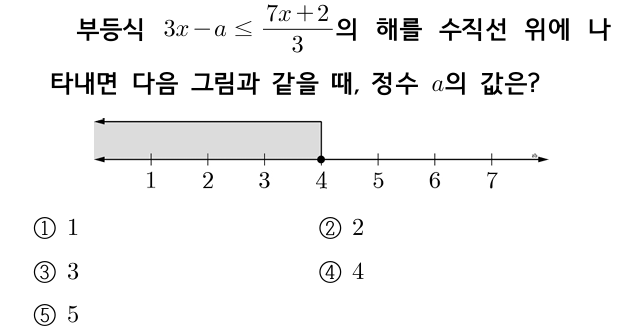 부등식 3x-a ≤ \frac{7x+2}{3}의 해를 수직선 위에 나
타내면 다음 그림과 같을 때, 정수 a의 값은?
1 2 3 4 5 6 7
① 1 ② 2
③ 3 ④ 4
⑤ 5